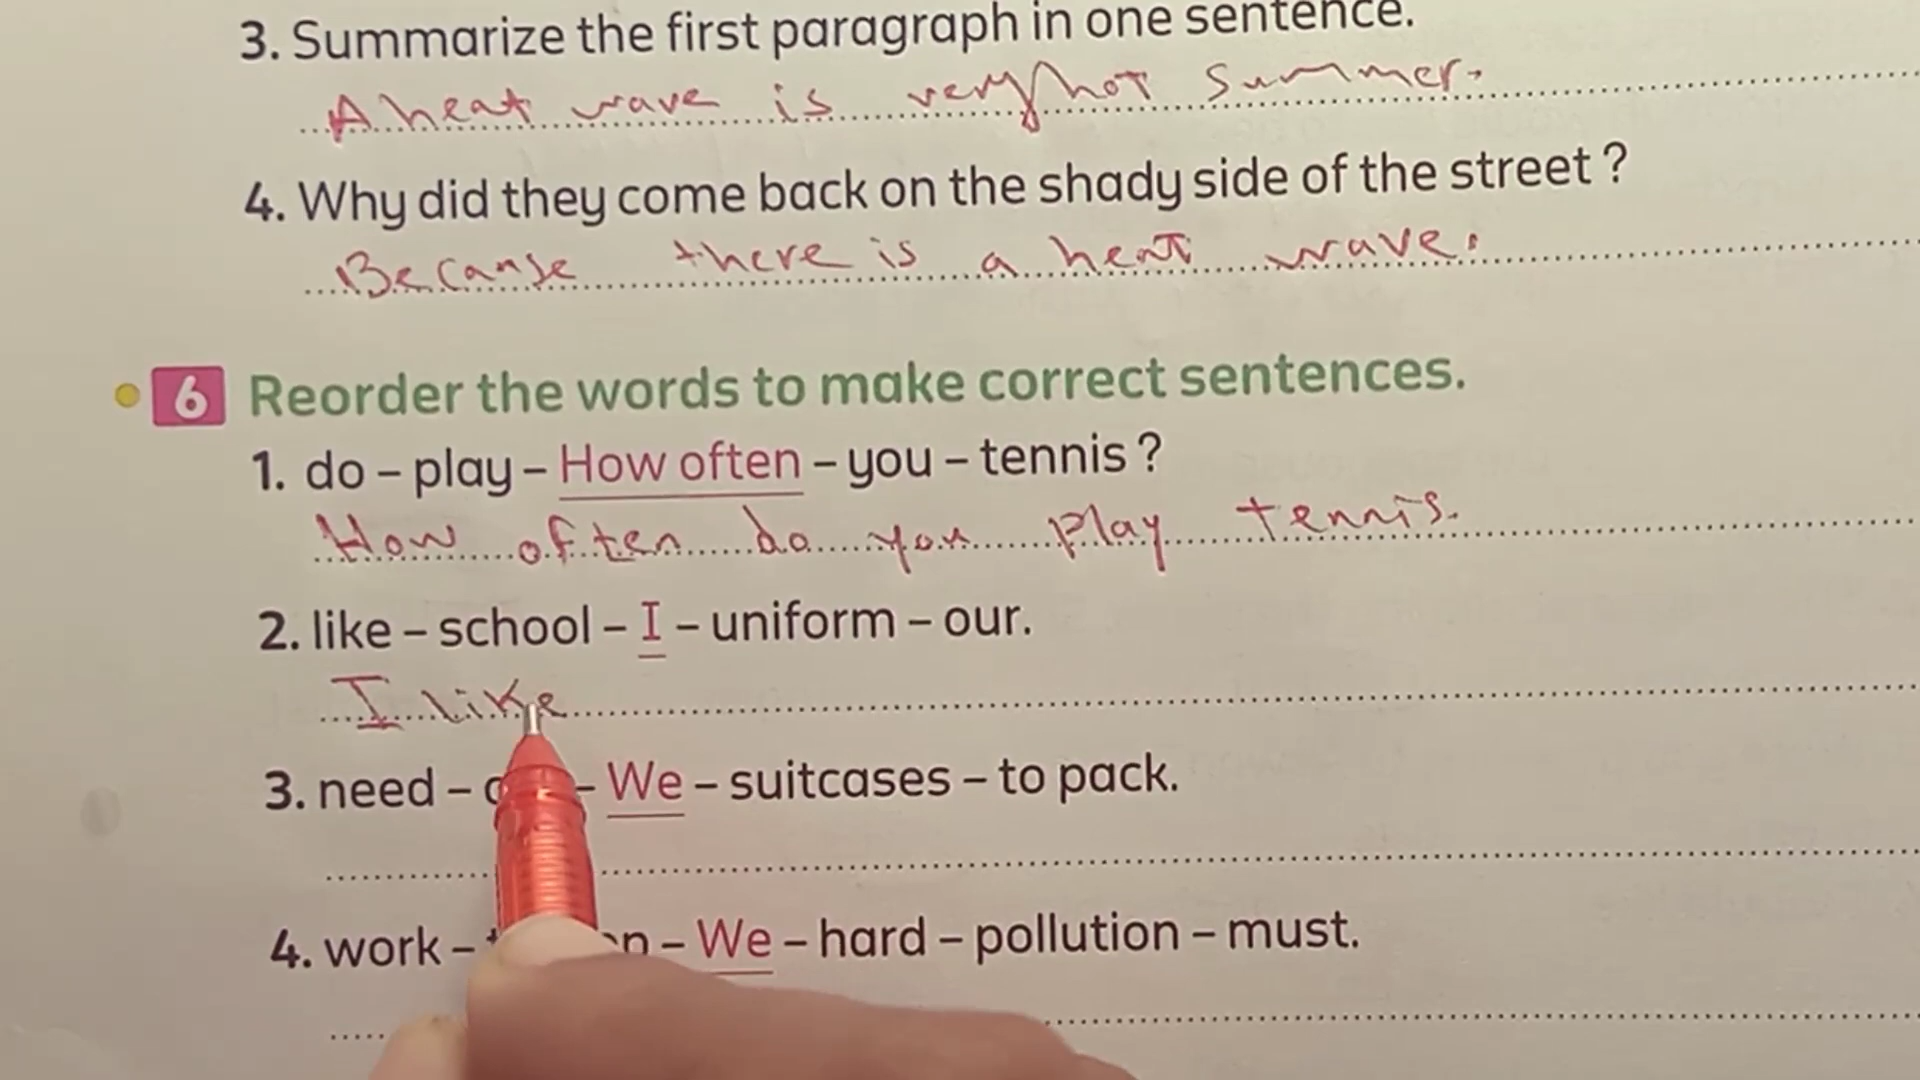 3. Summarize the first paragraph in one sentence.
A heat wave is very hot summer.
4. Why did they come back on the shady side of the street ?
Because there is a heat wave.
6 Reorder the words to make correct sentences.
1. do – play – How often – you – tennis ?
How often do you play tennis.
2. like – school – I – uniform – our.
I like
3. need – – We – suitcases – to pack.
4. work – – We – hard – pollution – must.